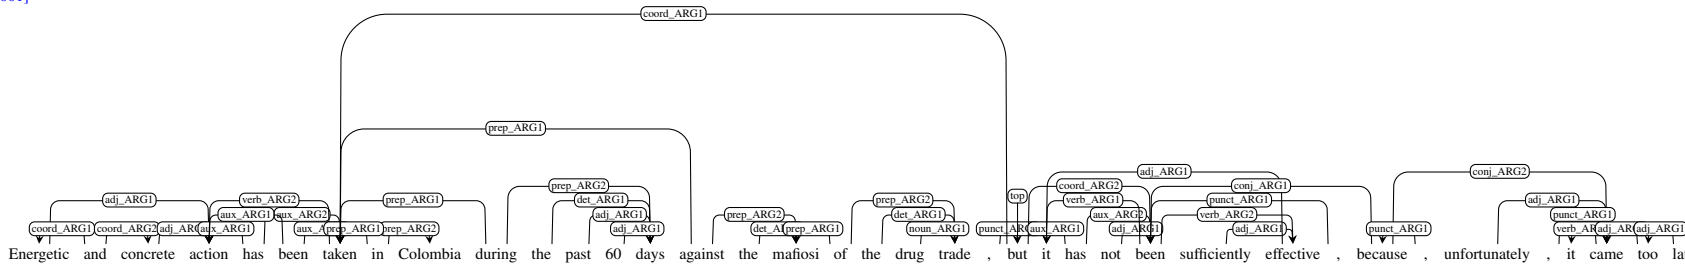 coord_ARG1
prep_ARG1
adj_ARG1 conj_ARG2
prep_ARG2 coord_ARG2 conj_ARG1
adj_ARG1 verb_ARG2 prep_ARG1 det_ARG1 prep_ARG2 top verb_ARG1 punct_ARG1 adj_ARG1
aux_ARG1 aux_ARG2 adj_ARG1 prep_ARG2 det_ARG1 aux_ARG2 verb_ARG2 punct_ARG1
coord_ARG1 coord_ARG2 aux_ARG1 prep_ARG1 prep_ARG2 adj_ARG1 prep_ARG1 noun_ARG1 aux_ARG1 adj_ARG1 adj_ARG1 punct_ARG1 adj_ARG1
Energetic and concrete action has been taken in Colombia during the past 60 days against the mafiosi of the drug trade , but it has not been sufficiently effective , because , unfortunately , it came too